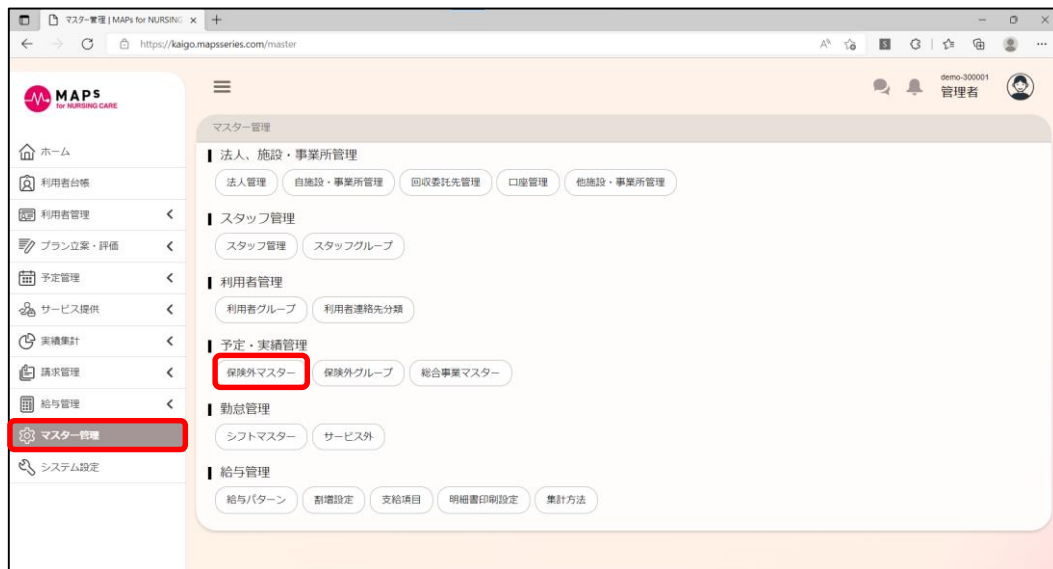 マスター管理 | MAPs for NURSING
https://kaigo.mapsseries.com/master
MAPS
for NURSING CARE
demo-300001
管理者
ホーム
利用者台帳
利用者管理
プラン立案・評価
予定管理
サービス提供
実績集計
請求管理
給与管理
マスター管理
システム設定
マスター管理
法人、施設・事業所管理
法人管理 自施設・事業所管理 回収委託先管理 口座管理 他施設・事業所管理
スタッフ管理
スタッフ管理 スタッフグループ
利用者管理
利用者グループ 利用者連絡先分類
予定・実績管理
保険外マスター 保険外グループ 総合事業マスター
勤怠管理
シフトマスター サービス外
給与管理
給与パターン 割増設定 支給項目 明細書印刷設定 集計方法